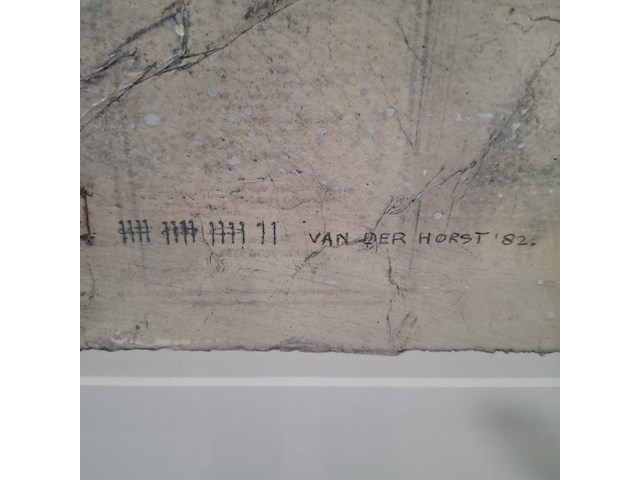 VAN DER HORST '82.